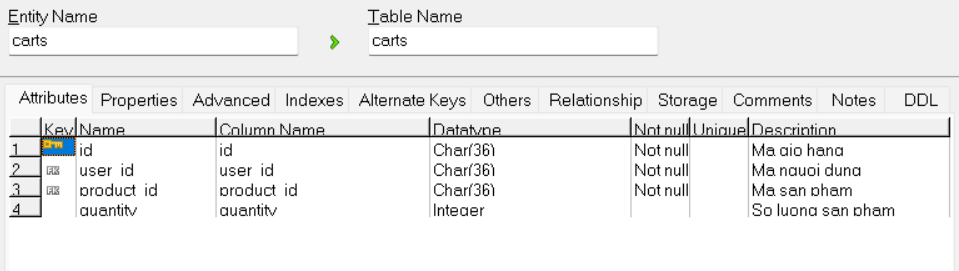 Entity Name Table Name
carts carts
Attributes Properties Advanced Indexes Alternate Keys Others Relationship Storage Comments Notes DDL
Key Name Column Name Datatype Not null Unique Description
1 id id Char(36) Not null Ma gio hang
2 FK user_id user_id Char(36) Not null Ma nguoi dung
3 FK product_id product_id Char(36) Not null Ma san pham
4 quantity quantity Integer So luong san pham